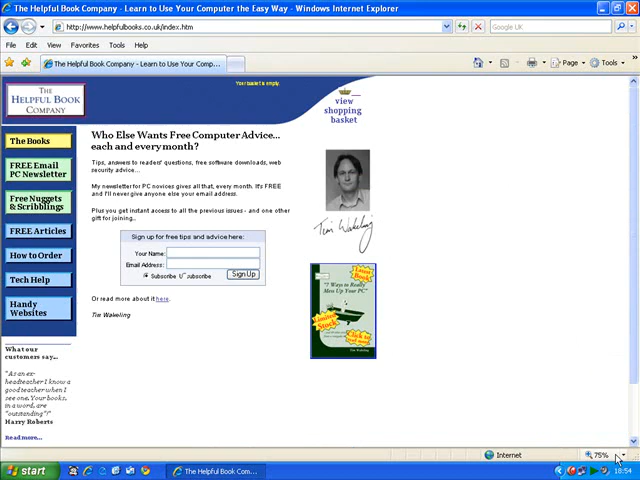 The Helpful Book Company - Learn to Use Your Computer the Easy Way - Windows Internet Explorer
http://www.helpfulbooks.co.uk/index.htm
Google UK
File Edit View Favorites Tools Help
The Helpful Book Company - Learn to Use Your Comp...
Page Tools
Your basket is empty.
THE
HELPFUL BOOK
COMPANY
view
shopping
basket
The Books
FREE Email
PC Newsletter
Free Nuggets
& Scribblings
FREE Articles
How to Order
Tech Help
Handy
Websites
Who Else Wants Free Computer Advice...
each and every month?
Tips, answers to readers' questions, free software downloads, web
security advice...
My newsletter for PC novices gives all that, every month. It's FREE
and I'll never give anyone else your email address.
Plus you get instant access to all the previous issues - and one other
gift for joining..
Sign up for free tips and advice here:
Your Name:
Email Address:
Subscribe Unsubscribe
Sign Up
Or read more about it here.
Tim Wakeling
Tim Wakeling
Latest
Book
"7 Ways to Really
Mess Up Your PC"
Limited
Stock
Click to
Tim Wakeling
What our
customers say...
"As an ex-
headteacher I know a
good teacher when I
see one. Your books,
in a word, are
"outstanding"!"
Harry Roberts
Read more...
Internet
75%
start
The Helpful Book Com...
18:54